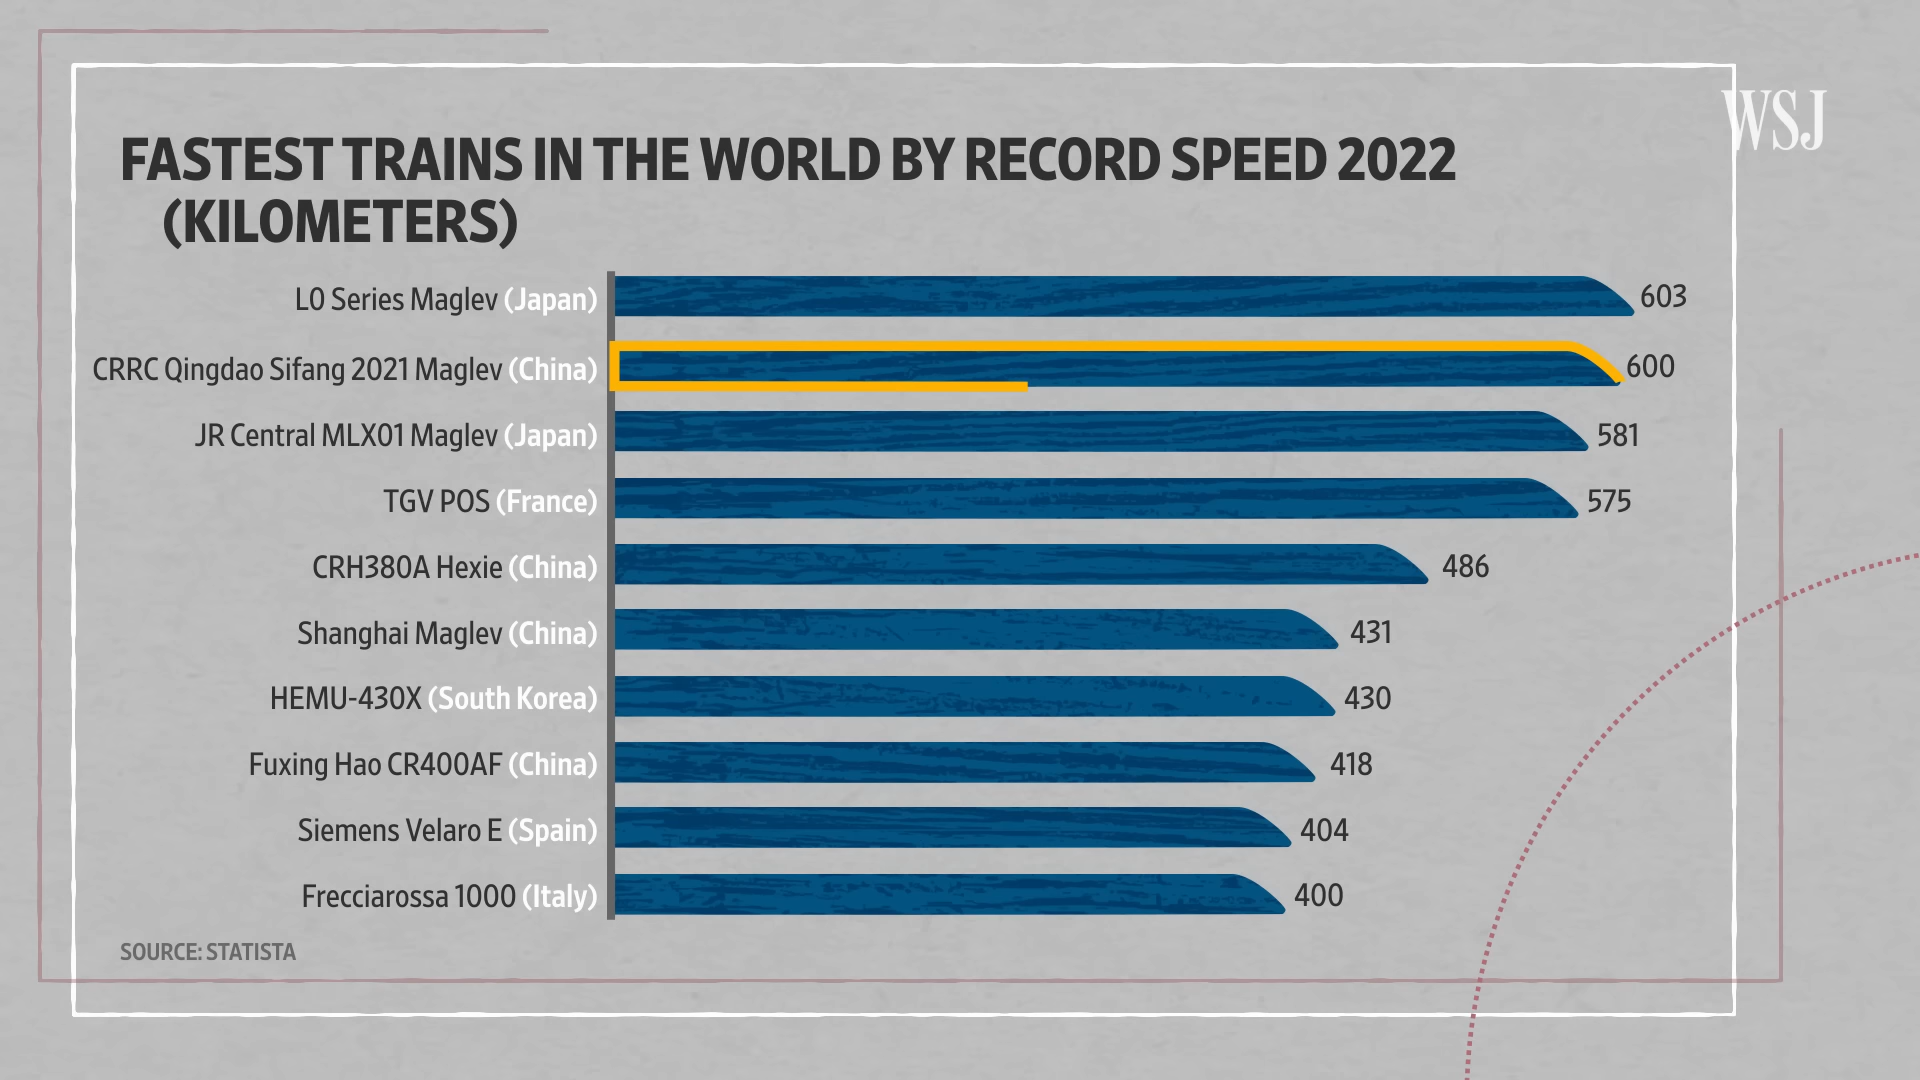 WSJ
FASTEST TRAINS IN THE WORLD BY RECORD SPEED 2022
(KILOMETERS)
L0 Series Maglev (Japan) 603
CRRC Qingdao Sifang 2021 Maglev (China) 600
JR Central MLX01 Maglev (Japan) 581
TGV POS (France) 575
CRH380A Hexie (China) 486
Shanghai Maglev (China) 431
HEMU-430X (South Korea) 430
Fuxing Hao CR400AF (China) 418
Siemens Velaro E (Spain) 404
Frecciarossa 1000 (Italy) 400
SOURCE: STATISTA